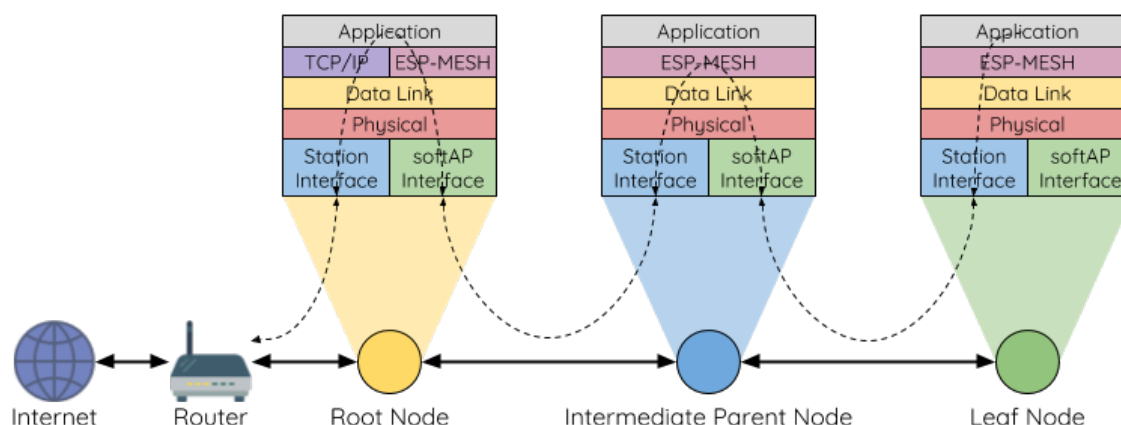 Application
TCP/IP
ESP-MESH
Data Link
Physical
Station
Interface
softAP
Interface
Application
ESP-MESH
Data Link
Physical
Station
Interface
softAP
Interface
Application
ESP-MESH
Data Link
Physical
Station
Interface
softAP
Interface
Internet
Router
Root Node
Intermediate Parent Node
Leaf Node